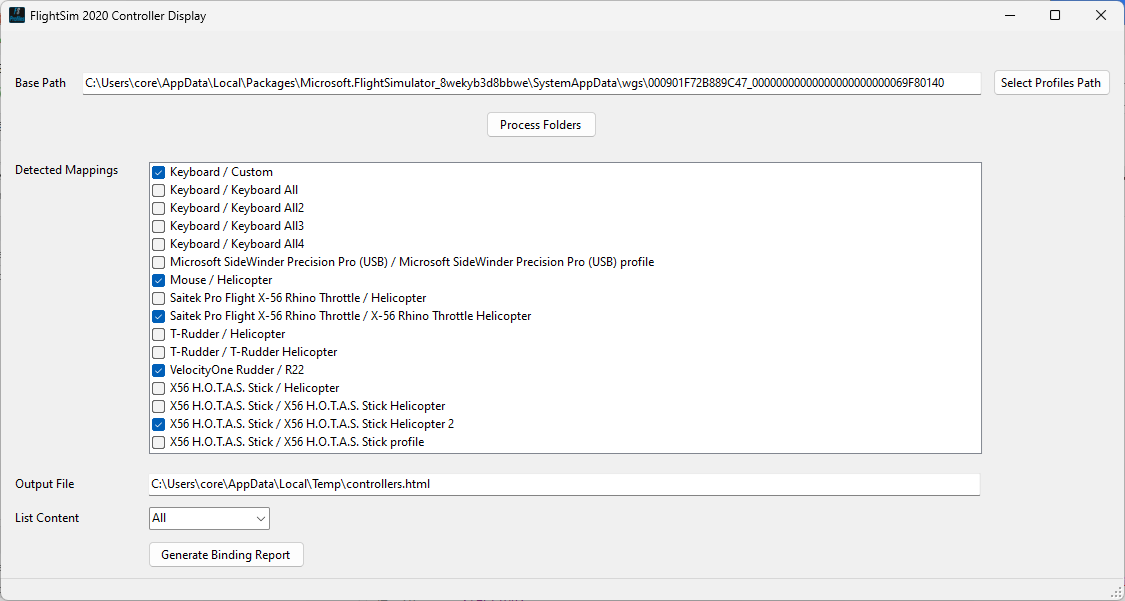 FlightSim 2020 Controller Display
Base Path C:\Users\core\AppData\Local\Packages\Microsoft.FlightSimulator_8wekyb3d8bbwe\SystemAppData\wgs\000901F72B889C47_00000000000000000000000069F80140 Select Profiles Path
Process Folders
Detected Mappings
Keyboard / Custom
Keyboard / Keyboard All
Keyboard / Keyboard All2
Keyboard / Keyboard All3
Keyboard / Keyboard All4
Microsoft SideWinder Precision Pro (USB) / Microsoft SideWinder Precision Pro (USB) profile
Mouse / Helicopter
Saitek Pro Flight X-56 Rhino Throttle / Helicopter
Saitek Pro Flight X-56 Rhino Throttle / X-56 Rhino Throttle Helicopter
T-Rudder / Helicopter
T-Rudder / T-Rudder Helicopter
VelocityOne Rudder / R22
X56 H.O.T.A.S. Stick / Helicopter
X56 H.O.T.A.S. Stick / X56 H.O.T.A.S. Stick Helicopter
X56 H.O.T.A.S. Stick / X56 H.O.T.A.S. Stick Helicopter 2
X56 H.O.T.A.S. Stick / X56 H.O.T.A.S. Stick profile
Output File C:\Users\core\AppData\Local\Temp\controllers.html
List Content All
Generate Binding Report